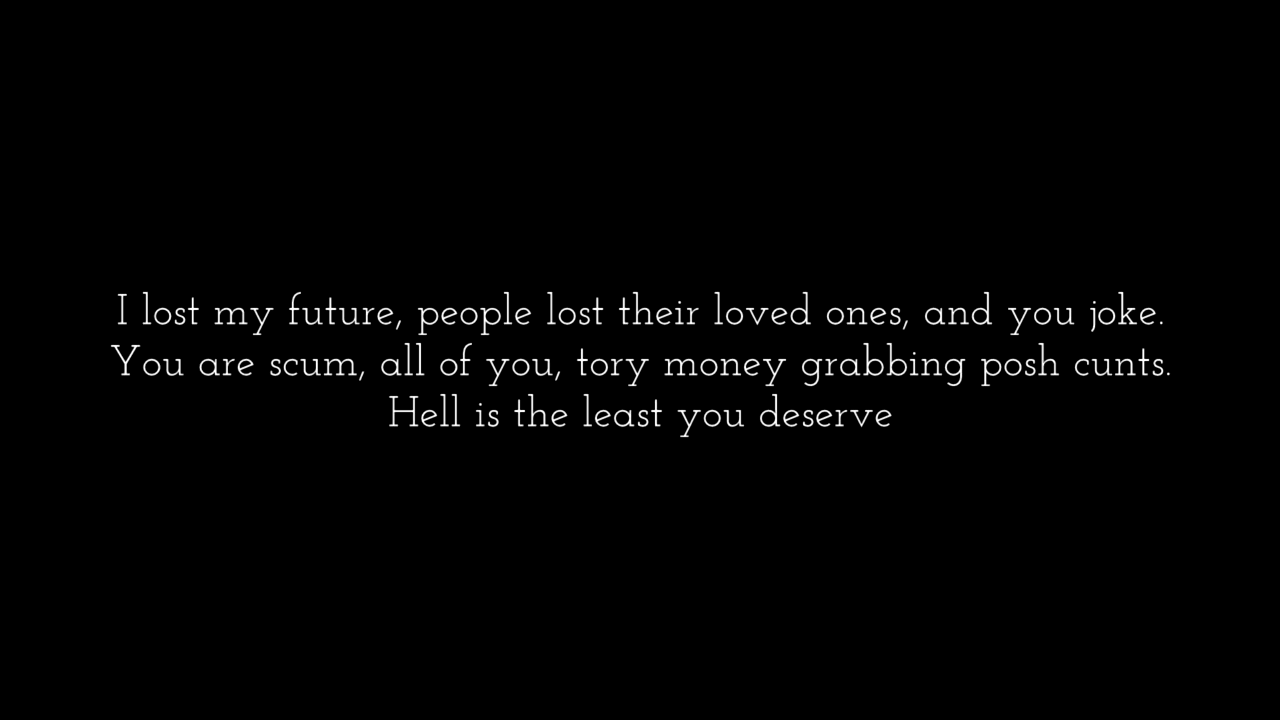 I lost my future, people lost their loved ones, and you joke.
You are scum, all of you, tory money grabbing posh cunts.
Hell is the least you deserve